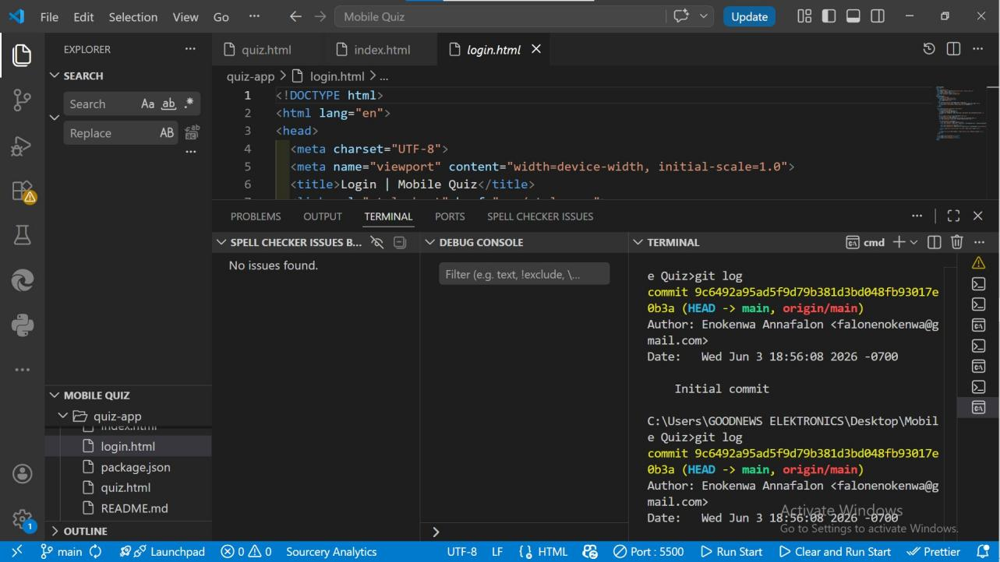 File Edit Selection View Go ··· Mobile Quiz Update
EXPLORER ···
quiz.html index.html login.html
SEARCH
quiz-app > login.html > ...
Search Aa ab .*
Replace AB
1 <!DOCTYPE html>
2 <html lang="en">
3 <head>
4 <meta charset="UTF-8">
5 <meta name="viewport" content="width=device-width, initial-scale=1.0">
6 <title>Login | Mobile Quiz</title>
PROBLEMS OUTPUT TERMINAL PORTS SPELL CHECKER ISSUES
SPELL CHECKER ISSUES B...
No issues found.
DEBUG CONSOLE
Filter (e.g. text, !exclude, \...
TERMINAL cmd
e Quiz>git log
commit 9c6492a95ad5f9d79b381d3bd048fb93017e
0b3a (HEAD -> main, origin/main)
Author: Enokenwa Annafalon <falonenokenwa@g
mail.com>
Date: Wed Jun 3 18:56:08 2026 -0700
Initial commit
C:\Users\GOODNEWS ELEKTRONICS\Desktop\Mobil
e Quiz>git log
commit 9c6492a95ad5f9d79b381d3bd048fb93017e
0b3a (HEAD -> main, origin/main)
Author: Enokenwa Annafalon <falonenokenwa@g
mail.com>
Date: Wed Jun 3 18:56:08 2026 -0700
Activate Windows
Go to Settings to activate Windows.
MOBILE QUIZ
quiz-app
index.html
login.html
package.json
quiz.html
README.md
OUTLINE
1
main Launchpad 0 0 Sourcery Analytics UTF-8 LF HTML Port : 5500 Run Start Clear and Run Start Prettier